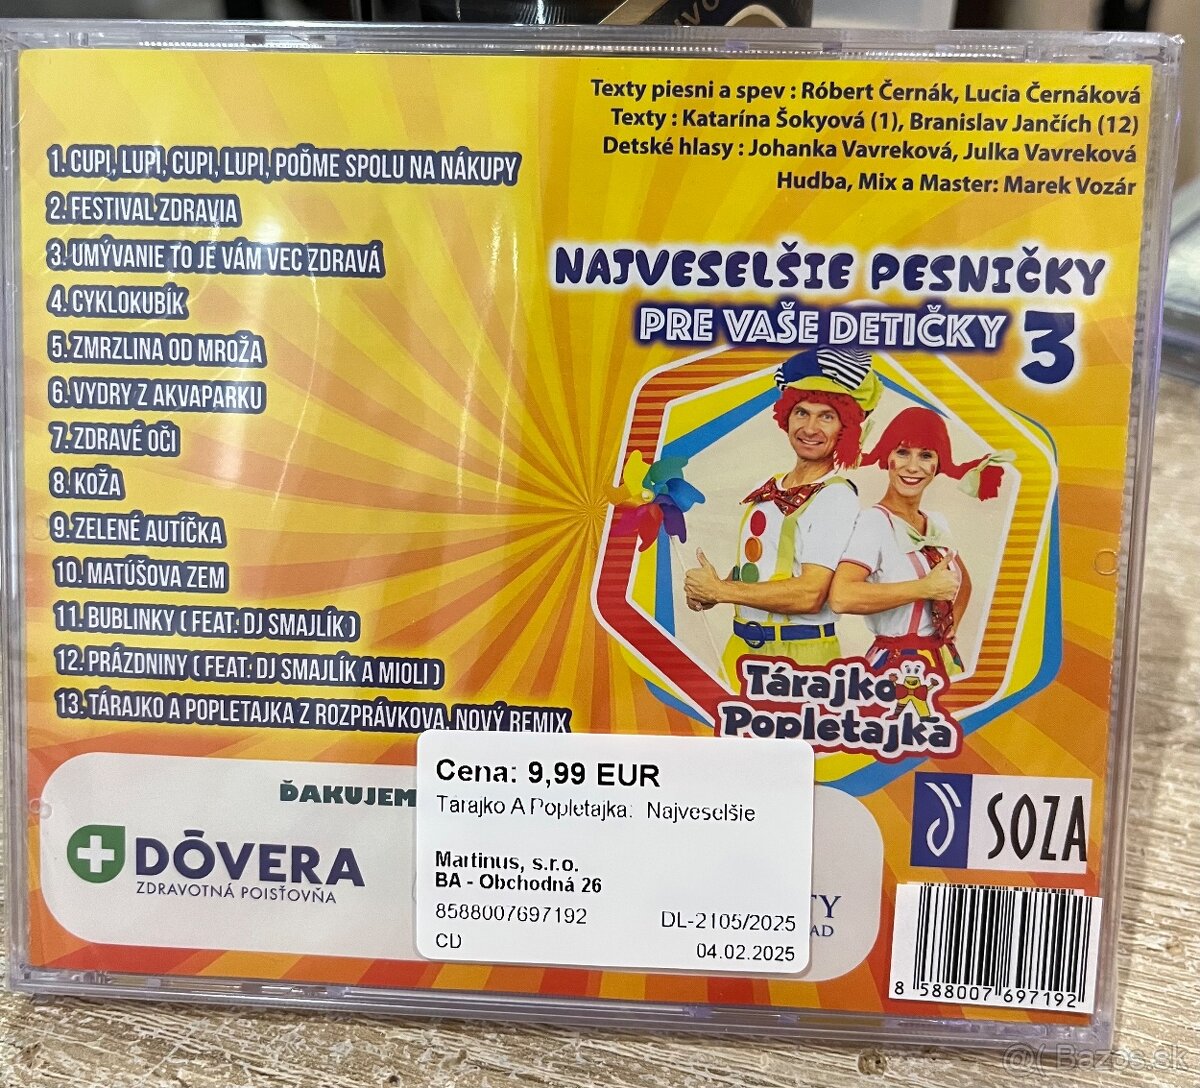 Texty piesni a spev : Róbert Černák, Lucia Černáková
Texty : Katarína Šokyová (1), Branislav Jančích (12)
Detské hlasy : Johanka Vavreková, Julka Vavreková
Hudba, Mix a Master: Marek Vozár
1. CUPI, LUPI, CUPI, LUPI, POĎME SPOLU NA NÁKUPY
2. FESTIVAL ZDRAVIA
3. UMÝVANIE TO JE VÁM VEC ZDRAVÁ
4. CYKLOKUBÍK
5. ZMRZLINA OD MROŽA
6. VYDRY Z AKVAPARKU
7. ZDRAVÉ OČI
8. KOŽA
9. ZELENÉ AUTÍČKA
10. MATÚŠOVA ZEM
11. BUBLINKY ( FEAT: DJ SMAJLÍK )
12. PRÁZDNINY ( FEAT: DJ SMAJLÍK A MIOLI )
13. TÁRAJKO A POPLETAJKA Z ROZPRÁVKOVA, NOVÝ REMIX
NAJVESELŠIE PESNIČKY
PRE VAŠE DETIČKY 3
Tárajko
Popletajka
ĎAKUJEM
DÔVERA
ZDRAVOTNÁ POISŤOVŇA
Cena: 9,99 EUR
Tárajko A Popletajka: Najveselšie
Martinus, s.r.o.
BA - Obchodná 26
8588007697192 DL-2105/2025
CD 04.02.2025
TY
AD
SOZA
8 588007 697192
Bazos.sk